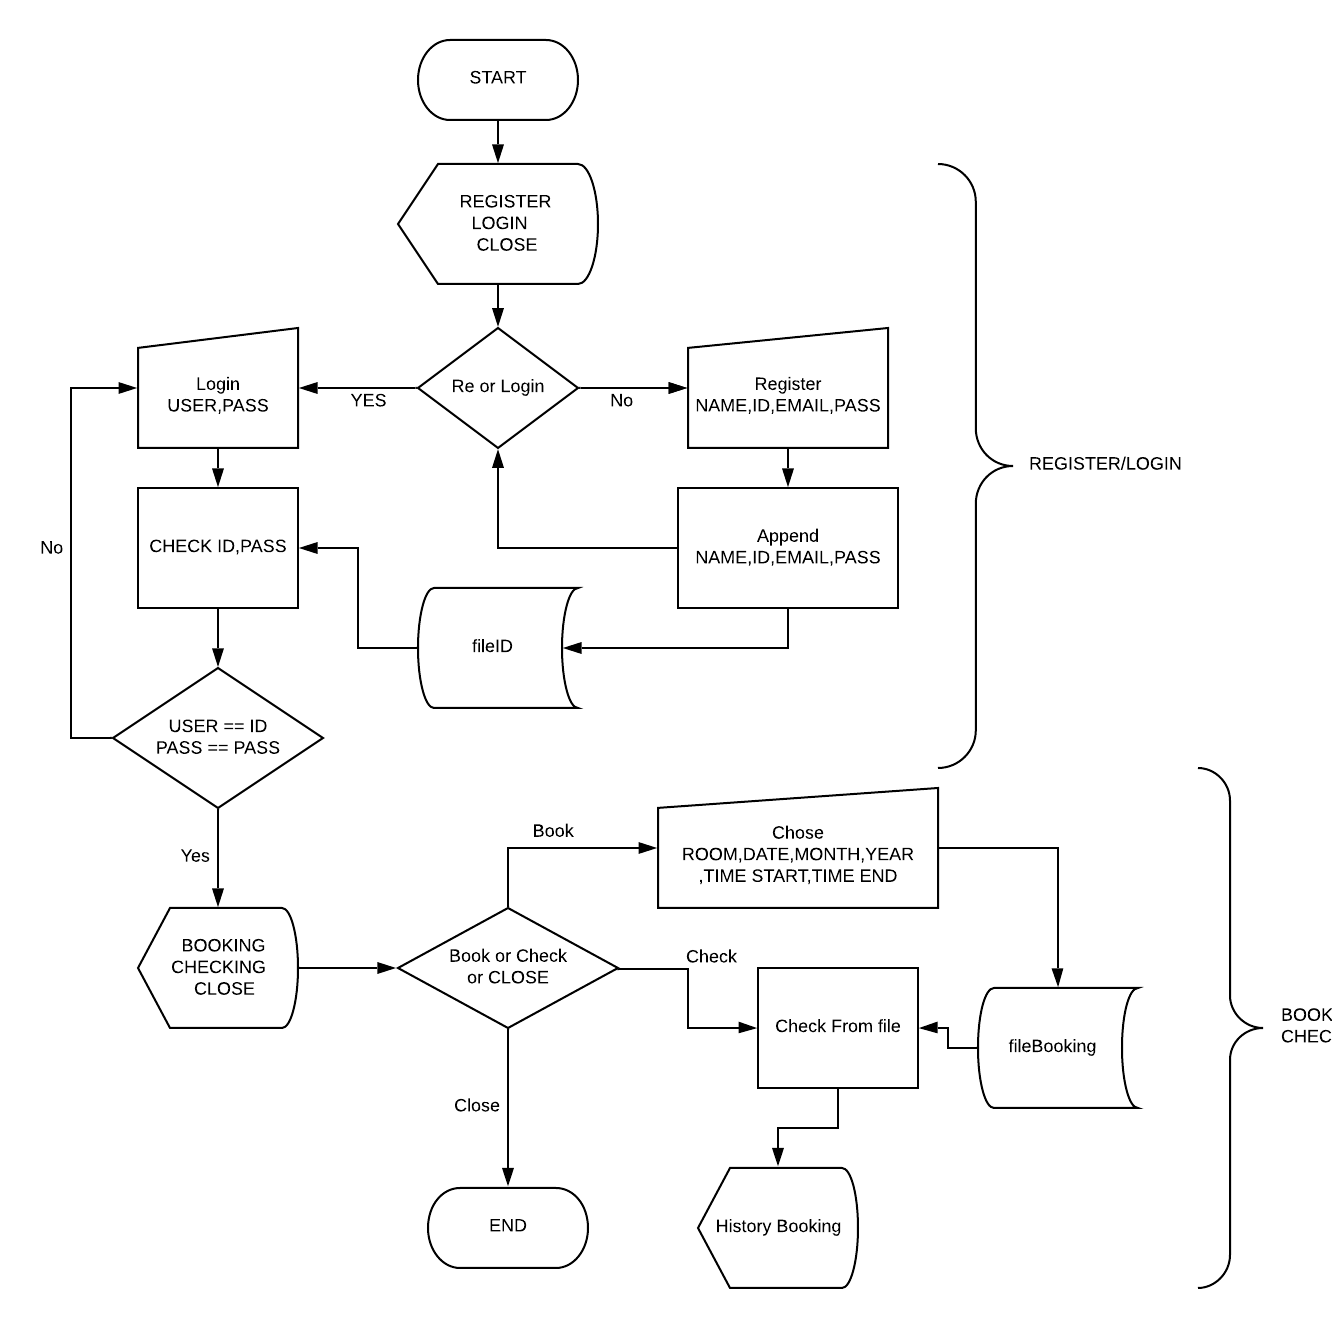 START
REGISTER
LOGIN
CLOSE
Re or Login
YES
No
Login
USER,PASS
Register
NAME,ID,EMAIL,PASS
REGISTER/LOGIN
No
CHECK ID,PASS
Append
NAME,ID,EMAIL,PASS
fileID
USER == ID
PASS == PASS
Yes
Book
Chose
ROOM,DATE,MONTH,YEAR
,TIME START,TIME END
BOOKING
CHECKING
CLOSE
Book or Check
or CLOSE
Check
Check From file
fileBooking
BOOK
CHEC
Close
END
History Booking